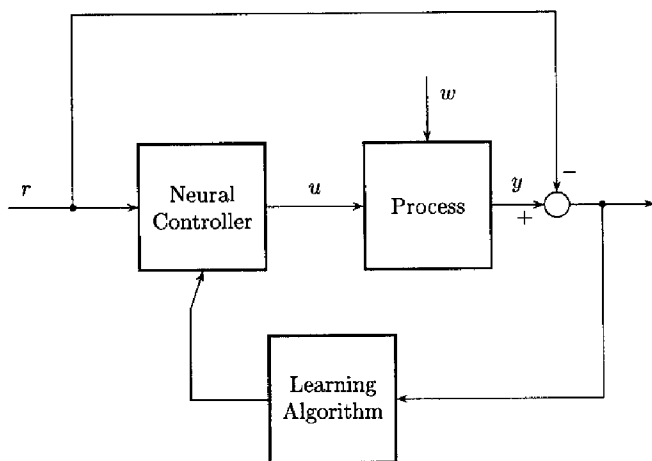 w
−
r
Neural
Controller
u
Process
y
+
Learning
Algorithm